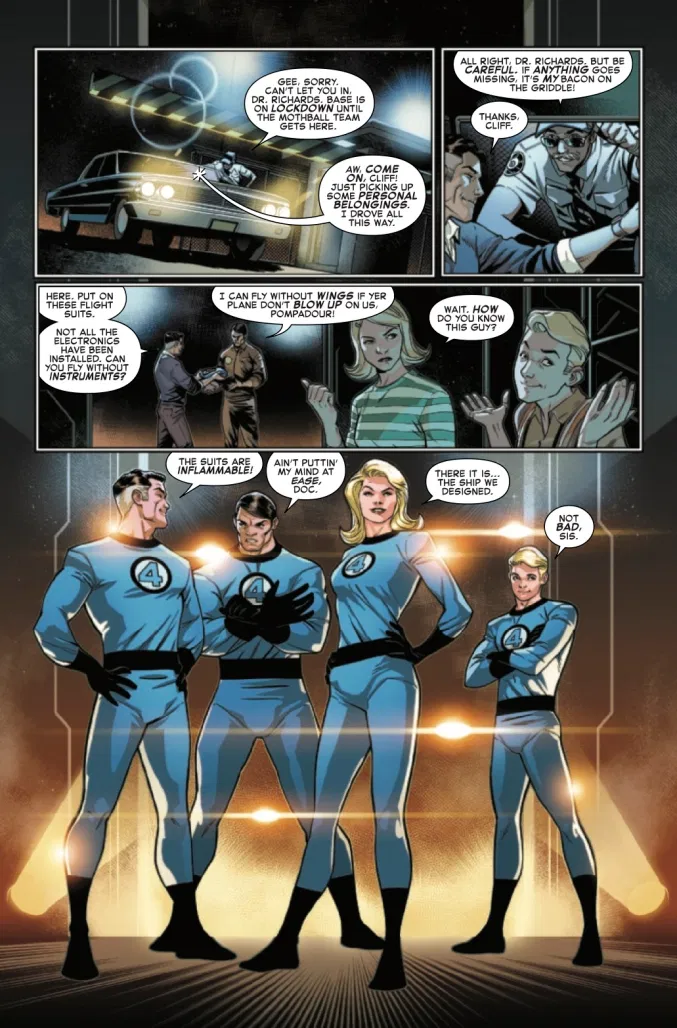 GEE, SORRY.
CAN'T LET YOU IN,
DR. RICHARDS. BASE IS
ON LOCKDOWN UNTIL
THE MOTHBALL TEAM
GETS HERE.
AW, COME
ON, CLIFF!
JUST PICKING UP
SOME PERSONAL
BELONGINGS.
I DROVE ALL
THIS WAY.
ALL RIGHT, DR. RICHARDS. BUT BE
CAREFUL. IF ANYTHING GOES
MISSING, IT'S MY BACON ON
THE GRIDDLE!
THANKS,
CLIFF.
HERE. PUT ON
THESE FLIGHT
SUITS.
NOT ALL THE
ELECTRONICS
HAVE BEEN
INSTALLED. CAN
YOU FLY WITHOUT
INSTRUMENTS?
I CAN FLY WITHOUT WINGS IF YER
PLANE DON'T BLOW UP ON US,
POMPADOUR!
WAIT. HOW
DO YOU KNOW
THIS GUY?
THE SUITS ARE
INFLAMMABLE!
AIN'T PUTTIN'
MY MIND AT
EASE,
DOC.
THERE IT IS...
THE SHIP WE
DESIGNED.
NOT
BAD,
SIS.
4
4
4
4